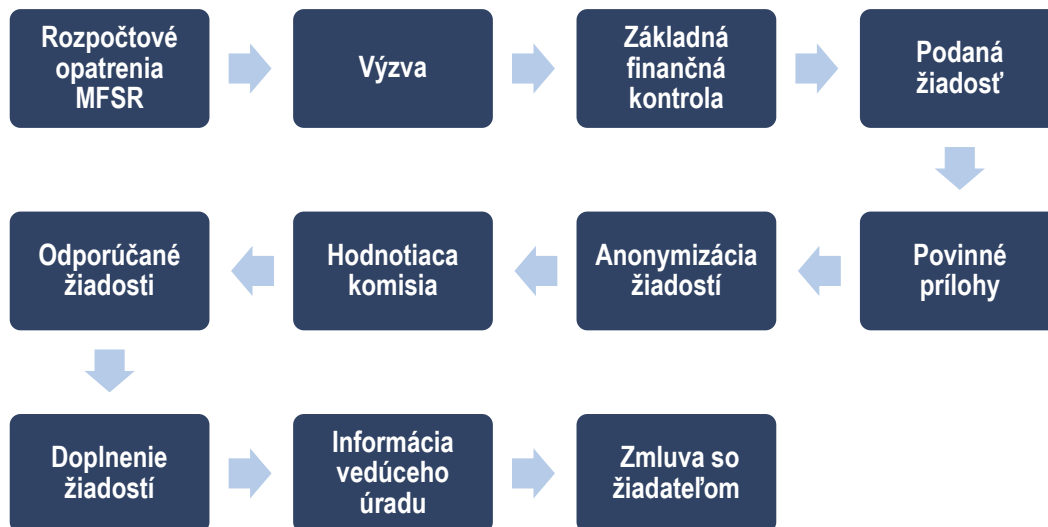 Rozpočtové
opatrenia
MFSR
Výzva
Základná
finančná
kontrola
Podaná
žiadosť
Povinné
prílohy
Anonymizácia
žiadostí
Hodnotiaca
komisia
Odporúčané
žiadosti
Doplnenie
žiadostí
Informácia
vedúceho
úradu
Zmluva so
žiadateľom